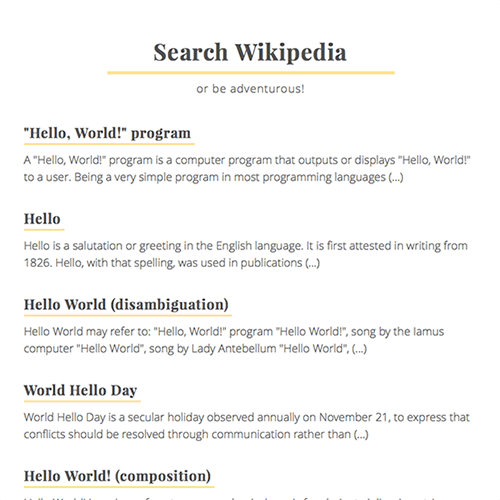 Search Wikipedia
or be adventurous!
"Hello, World!" program
A "Hello, World!" program is a computer program that outputs or displays "Hello, World!"
to a user. Being a very simple program in most programming languages (...)
Hello
Hello is a salutation or greeting in the English language. It is first attested in writing from
1826. Hello, with that spelling, was used in publications (...)
Hello World (disambiguation)
Hello World may refer to: "Hello, World!" program "Hello World!", song by the Iamus
computer "Hello World", song by Lady Antebellum "Hello World", (...)
World Hello Day
World Hello Day is a secular holiday observed annually on November 21, to express that
conflicts should be resolved through communication rather than (...)
Hello World! (composition)